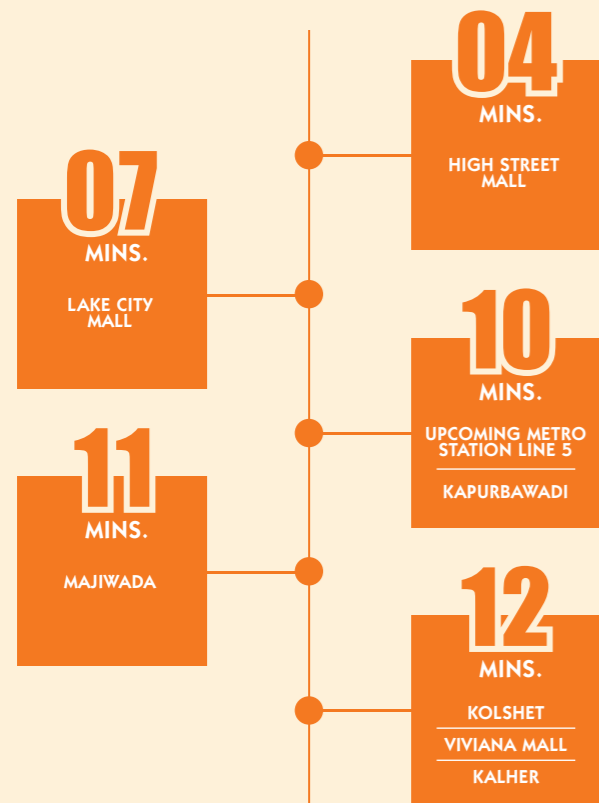 04
MINS.
HIGH STREET
MALL
07
MINS.
LAKE CITY
MALL
10
MINS.
UPCOMING METRO
STATION LINE 5
KAPURBAWADI
11
MINS.
MAJIWADA
12
MINS.
KOLSHET
VIVIANA MALL
KALHER